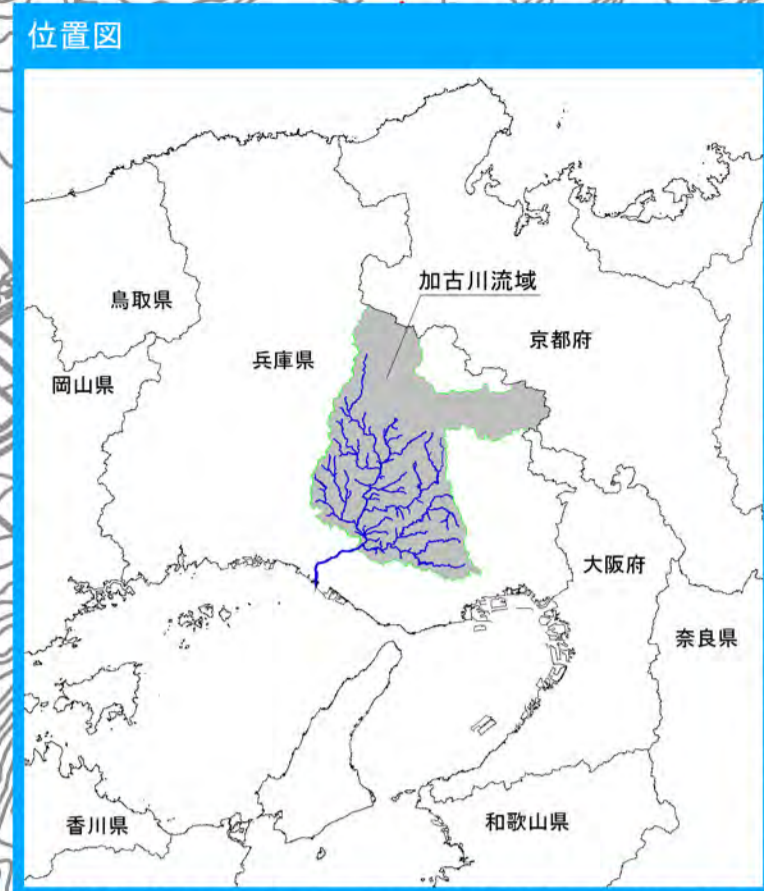 位置図
加古川流域
鳥取県
京都府
兵庫県
岡山県
大阪府
奈良県
香川県
和歌山県